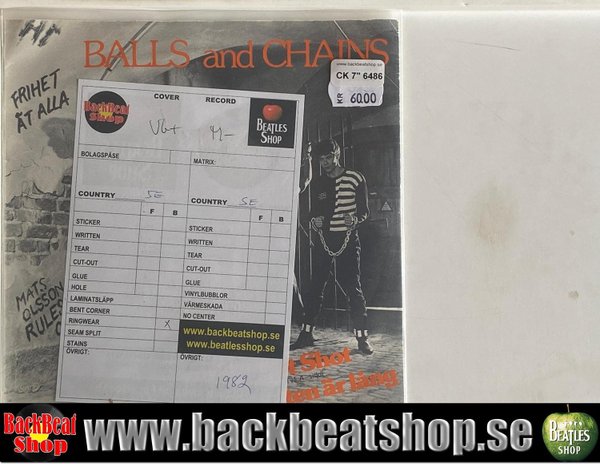 BALLS and CHAINS
FRIHET
ÅT ALLA
www.backbeatshop.se
CK 7" 6486
KR 60.00
COVER RECORD
BackBeat
Shop
BEATLES
SHOP
VG+ M-
BOLAGSPÅSE MATRIX:
COUNTRY SE COUNTRY SE
F B F B
STICKER STICKER
WRITTEN WRITTEN
TEAR TEAR
CUT-OUT CUT-OUT
GLUE GLUE
HOLE VINYLBUBBLOR
LAMINATSLÄPP VÄRMESKADA
BENT CORNER NO CENTER
RINGWEAR X
SEAM SPLIT
STAINS
www.backbeatshop.se
www.beatlesshop.se
ÖVRIGT: ÖVRIGT:
1982
MATS
OLSSON
RULES
Shot
är lång
BackBeat
Shop
www.backbeatshop.se
BEATLES
SHOP